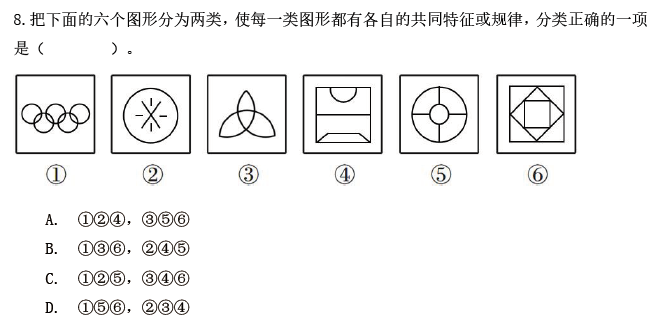 8.把下面的六个图形分为两类，使每一类图形都有各自的共同特征或规律，分类正确的一项
是（　　　）。
① ② ③ ④ ⑤ ⑥
A. ①②④，③⑤⑥
B. ①③⑥，②④⑤
C. ①②⑤，③④⑥
D. ①⑤⑥，②③④